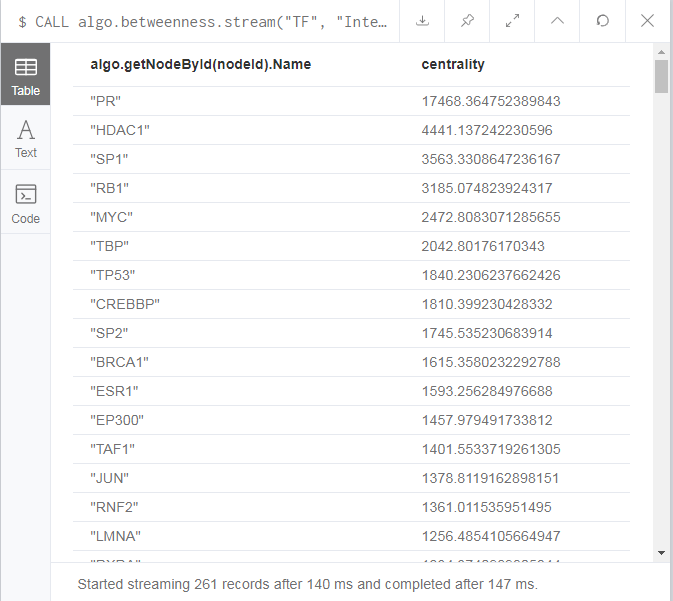 $ CALL algo.betweenness.stream("TF", "Inte…
Table
Text
Code
algo.getNodeById(nodeId).Name centrality
"PR" 17468.364752389843
"HDAC1" 4441.137242230596
"SP1" 3563.3308647236167
"RB1" 3185.074823924317
"MYC" 2472.8083071285655
"TBP" 2042.80176170343
"TP53" 1840.2306237662426
"CREBBP" 1810.399230428332
"SP2" 1745.535230683914
"BRCA1" 1615.3580232292788
"ESR1" 1593.256284976688
"EP300" 1457.979491733812
"TAF1" 1401.5533719261305
"JUN" 1378.8119162898151
"RNF2" 1361.011535951495
"LMNA" 1256.4854105664947
Started streaming 261 records after 140 ms and completed after 147 ms.